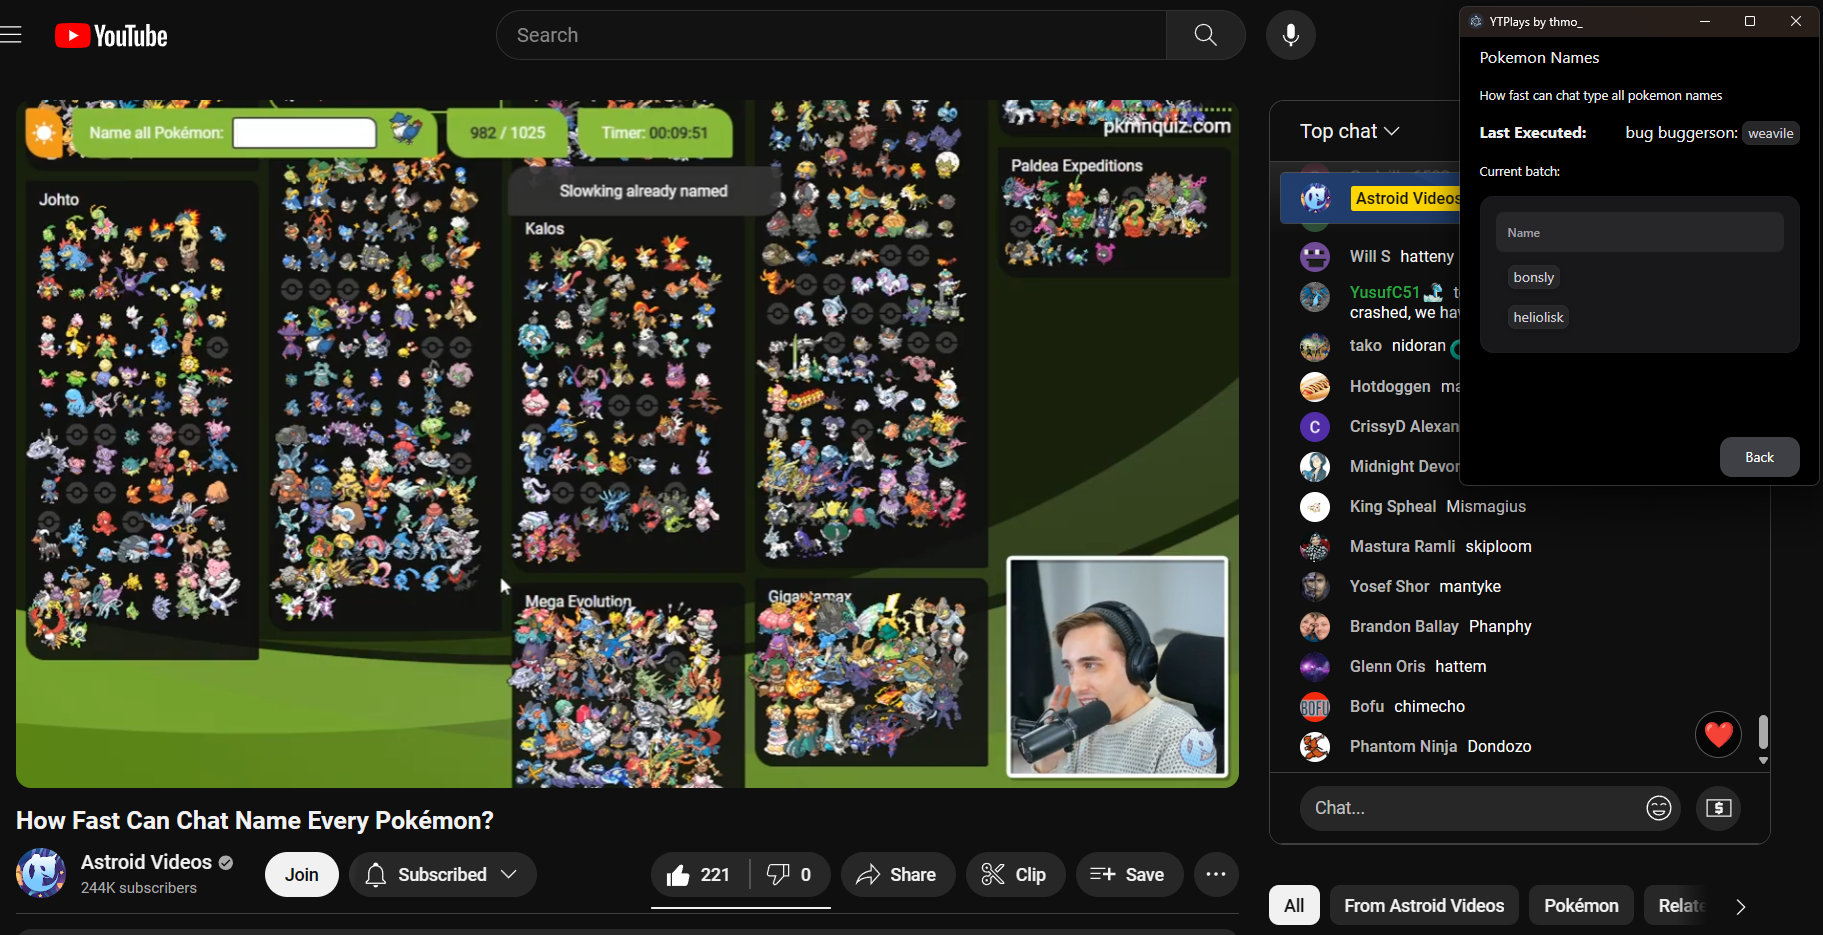 YouTube
Search
YTPlays by thmo_
Pokemon Names
How fast can chat type all pokemon names
Last Executed: bug buggerson: weavile
Current batch:
Name
bonsly
heliolisk
Back
Name all Pokémon:
982 / 1025
Timer: 00:09:51
pkmnquiz.com
Slowking already named
Johto
Kalos
Paldea Expeditions
Mega Evolution
Gigantamax
Top chat
Astroid Videos
Will S hatteny
YusufC51
crashed, we ha
tako nidoran
Hotdoggen ma
C CrissyD Alexan
Midnight Devo
King Spheal Mismagius
Mastura Ramli skiploom
Yosef Shor mantyke
Brandon Ballay Phanphy
Glenn Oris hattem
BOFU Bofu chimecho
Phantom Ninja Dondozo
Chat...
How Fast Can Chat Name Every Pokémon?
Astroid Videos
244K subscribers
Join
Subscribed
221
0
Share
Clip
Save
All
From Astroid Videos
Pokémon
Relate